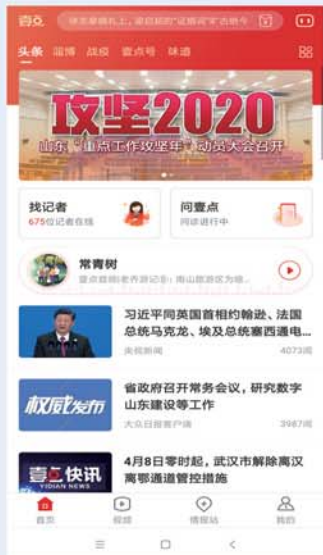 壹点
头条 淄博 战疫 壹点号 味道
攻坚2020
山东“重点工作攻坚年”动员大会召开
找记者
675位记者在线
问壹点
问诊进行中
常青树
习近平同英国首相约翰逊、法国
总统马克龙、埃及总统塞西通电...
央视新闻 4073阅
权威发布
省政府召开常务会议，研究数字
山东建设等工作
大众日报客户端 3987阅
壹点快讯
YIDIAN NEWS
4月8日零时起，武汉市解除离汉
离鄂通道管控措施
首页 视频 情报站 我的